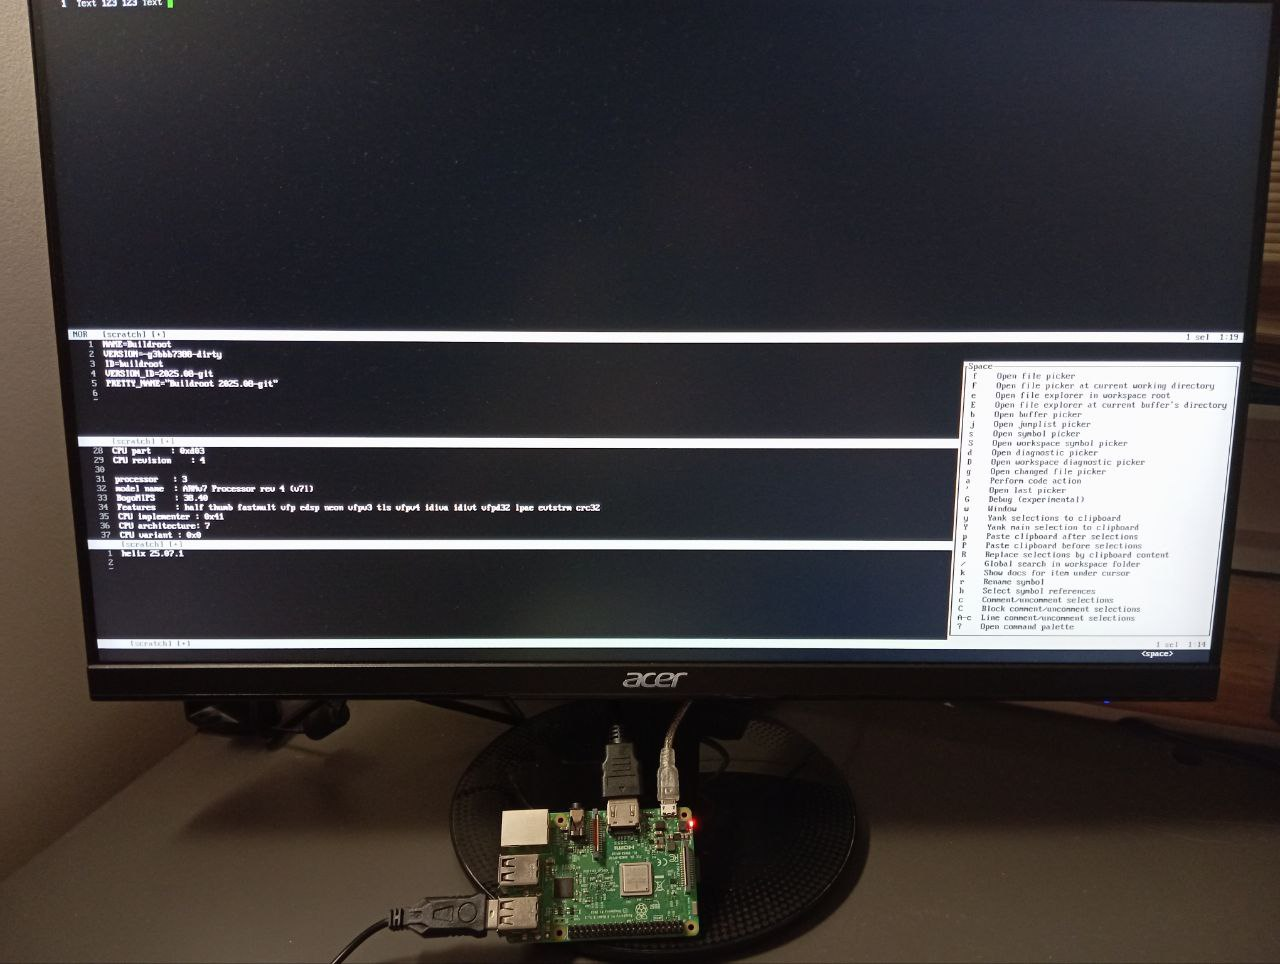 1 Text 123 123 Text
NOR [scratch] [+] 1 sel 1:19
1 NAME=Buildroot
2 VERSION=-g3bbb7388-dirty
3 ID=buildroot
4 VERSION_ID=2025.08-git
5 PRETTY_NAME="Buildroot 2025.08-git"
6
[scratch] [+]
28 CPU part : 0xd03
29 CPU revision : 4
30
31 processor : 3
32 model name : ARMv7 Processor rev 4 (v7l)
33 BogoMIPS : 38.40
34 Features : half thumb fastmult vfp edsp neon vfpv3 tls vfpv4 idiva idivt vfpd32 lpae evtstrm crc32
35 CPU implementer : 0x41
36 CPU architecture: 7
37 CPU variant : 0x0
[scratch] [+]
1 helix 25.07.1
2
Space
f Open file picker
F Open file picker at current working directory
e Open file explorer in workspace root
E Open file explorer at current buffer's directory
b Open buffer picker
j Open jumplist picker
s Open symbol picker
S Open workspace symbol picker
d Open diagnostic picker
D Open workspace diagnostic picker
g Open changed file picker
a Perform code action
' Open last picker
G Debug (experimental)
w Window
y Yank selections to clipboard
Y Yank main selection to clipboard
p Paste clipboard after selections
P Paste clipboard before selections
R Replace selections by clipboard content
/ Global search in workspace folder
k Show docs for item under cursor
r Rename symbol
h Select symbol references
c Comment/uncomment selections
C Block comment/uncomment selections
A-c Line comment/uncomment selections
? Open command palette
[scratch] [+] 1 sel 1:14
<space>
acer
HDMI